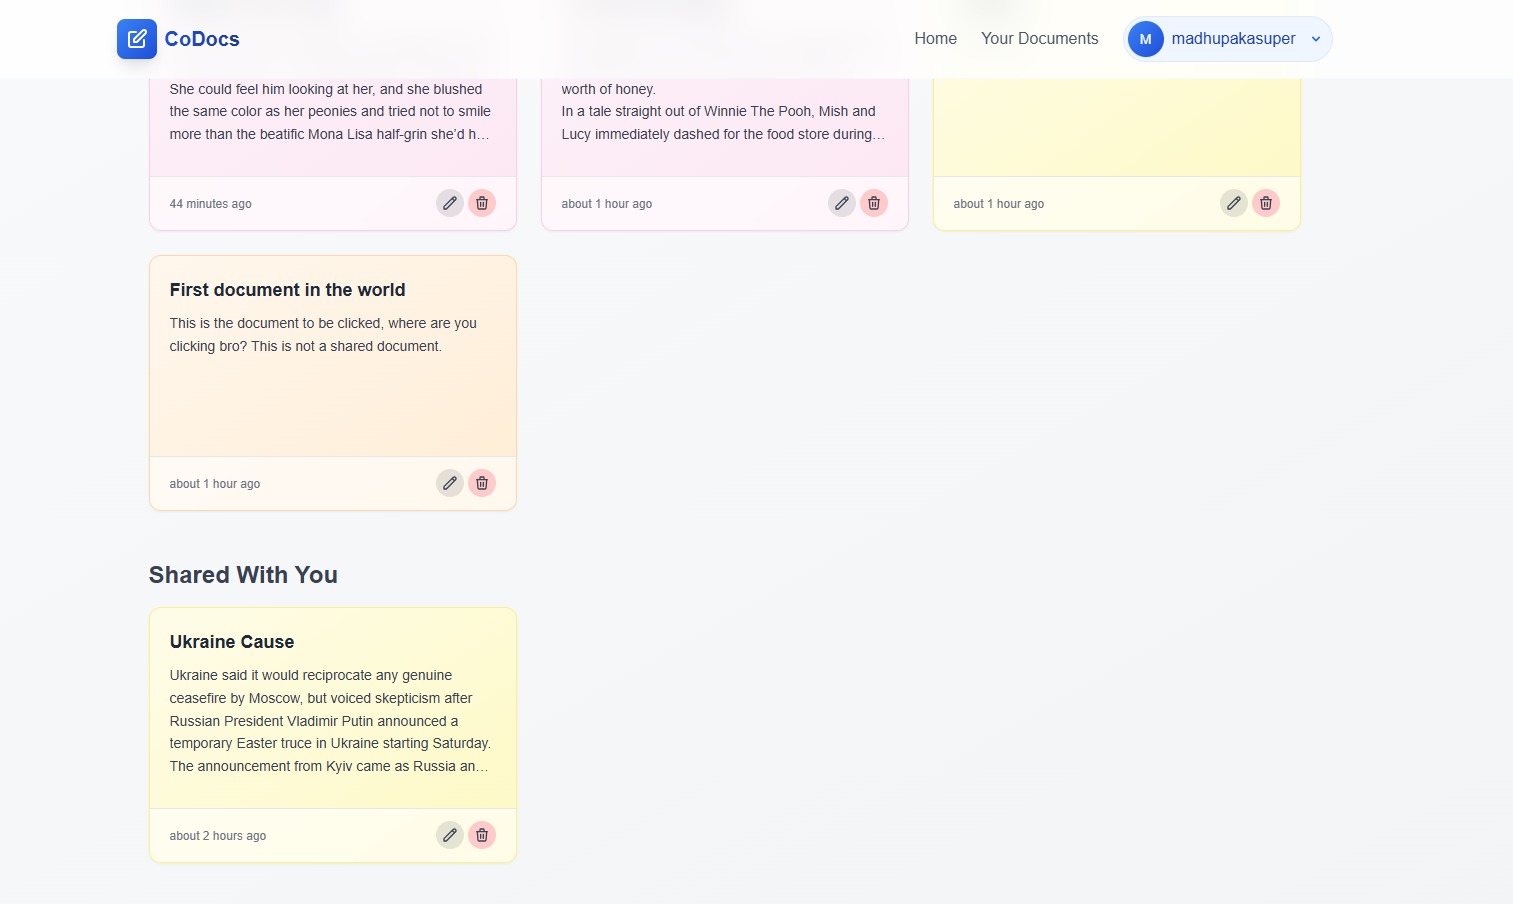 CoDocs
Home
Your Documents
M
madhupakasuper
She could feel him looking at her, and she blushed
the same color as her peonies and tried not to smile
more than the beatific Mona Lisa half-grin she'd h...
44 minutes ago
worth of honey.
In a tale straight out of Winnie The Pooh, Mish and
Lucy immediately dashed for the food store during...
about 1 hour ago
about 1 hour ago
First document in the world
This is the document to be clicked, where are you
clicking bro? This is not a shared document.
about 1 hour ago
Shared With You
Ukraine Cause
Ukraine said it would reciprocate any genuine
ceasefire by Moscow, but voiced skepticism after
Russian President Vladimir Putin announced a
temporary Easter truce in Ukraine starting Saturday.
The announcement from Kyiv came as Russia an...
about 2 hours ago